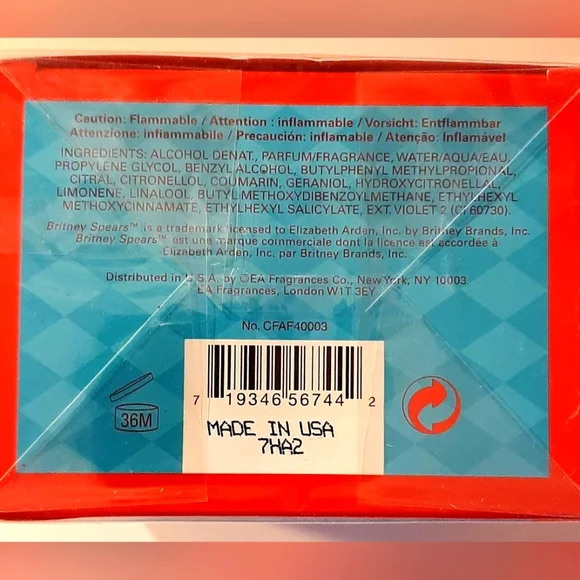 Caution: Flammable / Attention : inflammable / Vorsicht: Entflammbar
Attenzione: infiammabile / Precaución: inflamable / Atenção: Inflamável
INGREDIENTS: ALCOHOL DENAT., PARFUM/FRAGRANCE, WATER/AQUA/EAU,
PROPYLENE GLYCOL, BENZYL ALCOHOL, BUTYLPHENYL METHYLPROPIONAL,
CITRAL, CITRONELLOL, COUMARIN, GERANIOL, HYDROXYCITRONELLAL,
LIMONENE, LINALOOL, BUTYL METHOXYDIBENZOYLMETHANE, ETHYLHEXYL
METHOXYCINNAMATE, ETHYLHEXYL SALICYLATE, EXT. VIOLET 2 (CI 60730).
Britney Spears™ is a trademark licensed to Elizabeth Arden, Inc. by Britney Brands, Inc.
Britney Spears™ est une marque commerciale dont la licence est accordée à
Elizabeth Arden, Inc. par Britney Brands, Inc.
Distributed in U.S.A. by ©EA Fragrances Co., New York, NY 10003
EA Fragrances, London W1T 3EY
No. CFAF40003
7 19346 56744 2
36M
MADE IN USA
7HA2